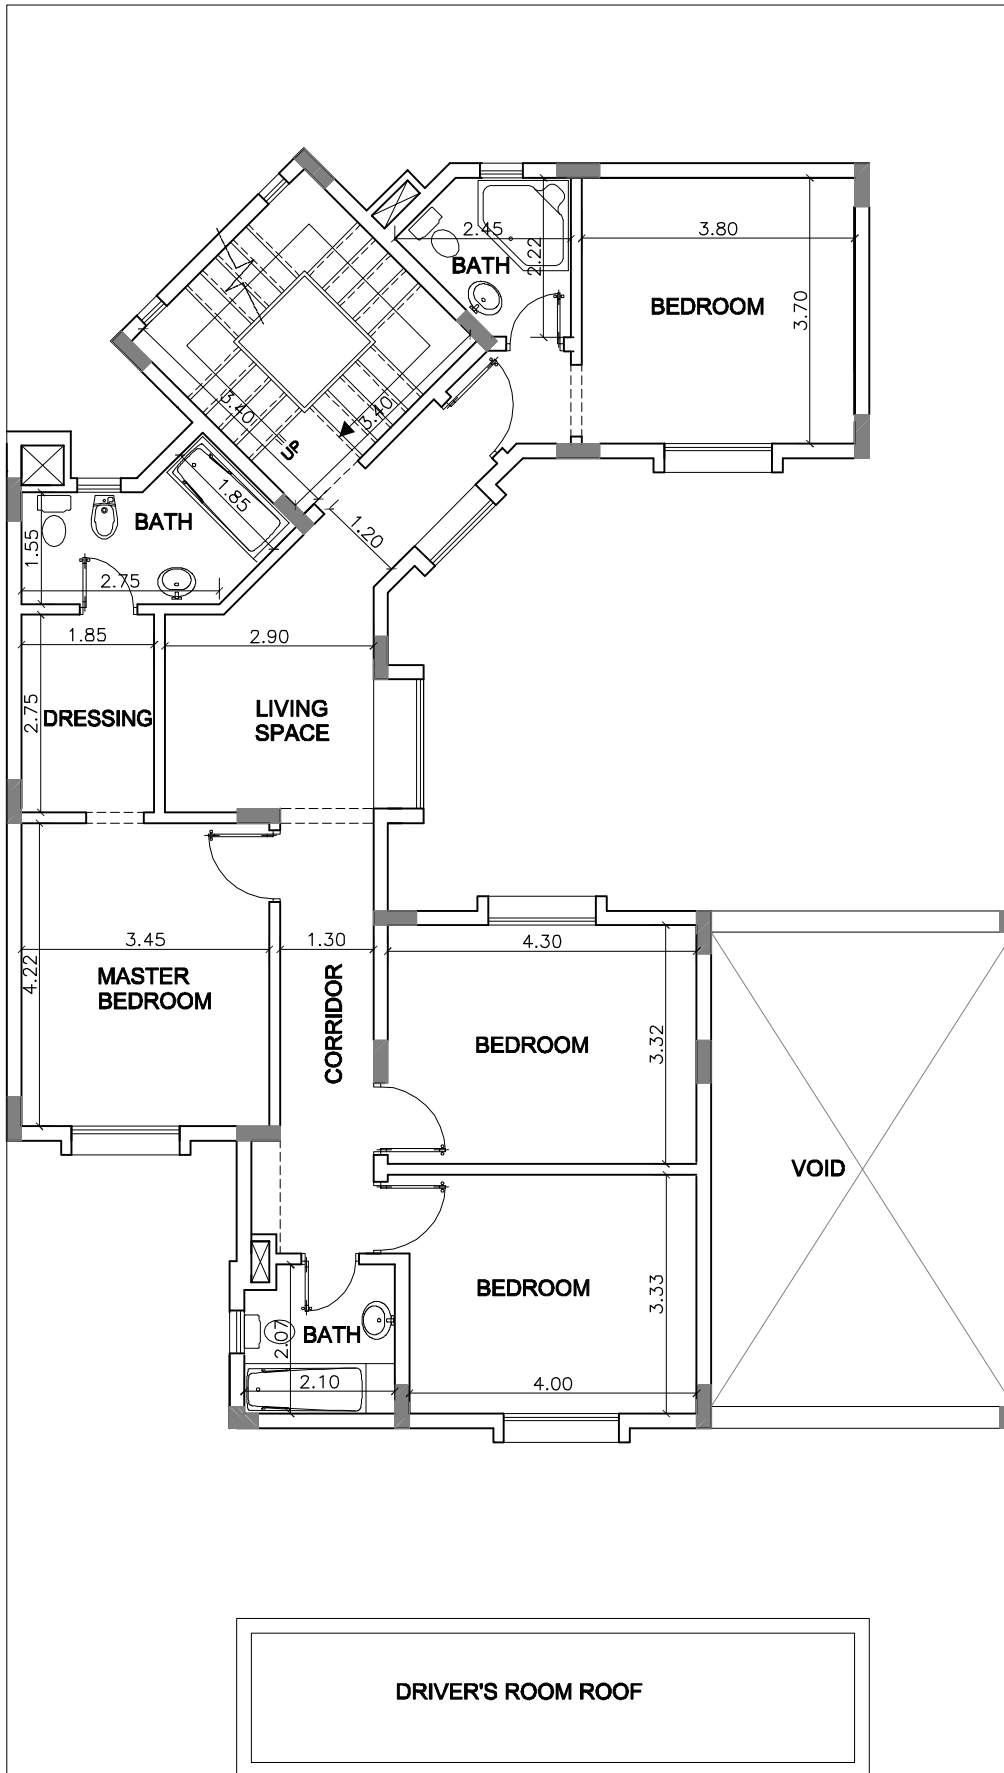 2.45
2.22
BATH
3.80
BEDROOM
3.70
3.40
3.40
UP
1.85
BATH
1.55
2.75
1.20
1.85
2.90
2.75
DRESSING
LIVING
SPACE
3.45
1.30
4.30
4.22
MASTER
BEDROOM
CORRIDOR
BEDROOM
3.32
VOID
BEDROOM
3.33
2.07
BATH
2.10
4.00
DRIVER'S ROOM ROOF